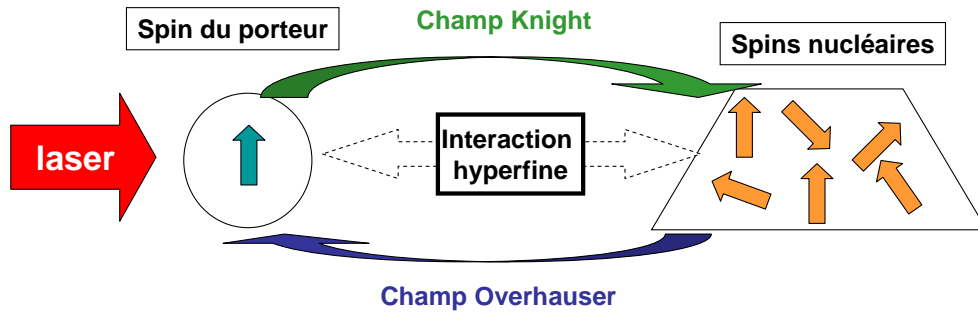 Champ Knight
Spin du porteur
Spins nucléaires
laser
Interaction
hyperfine
Champ Overhauser